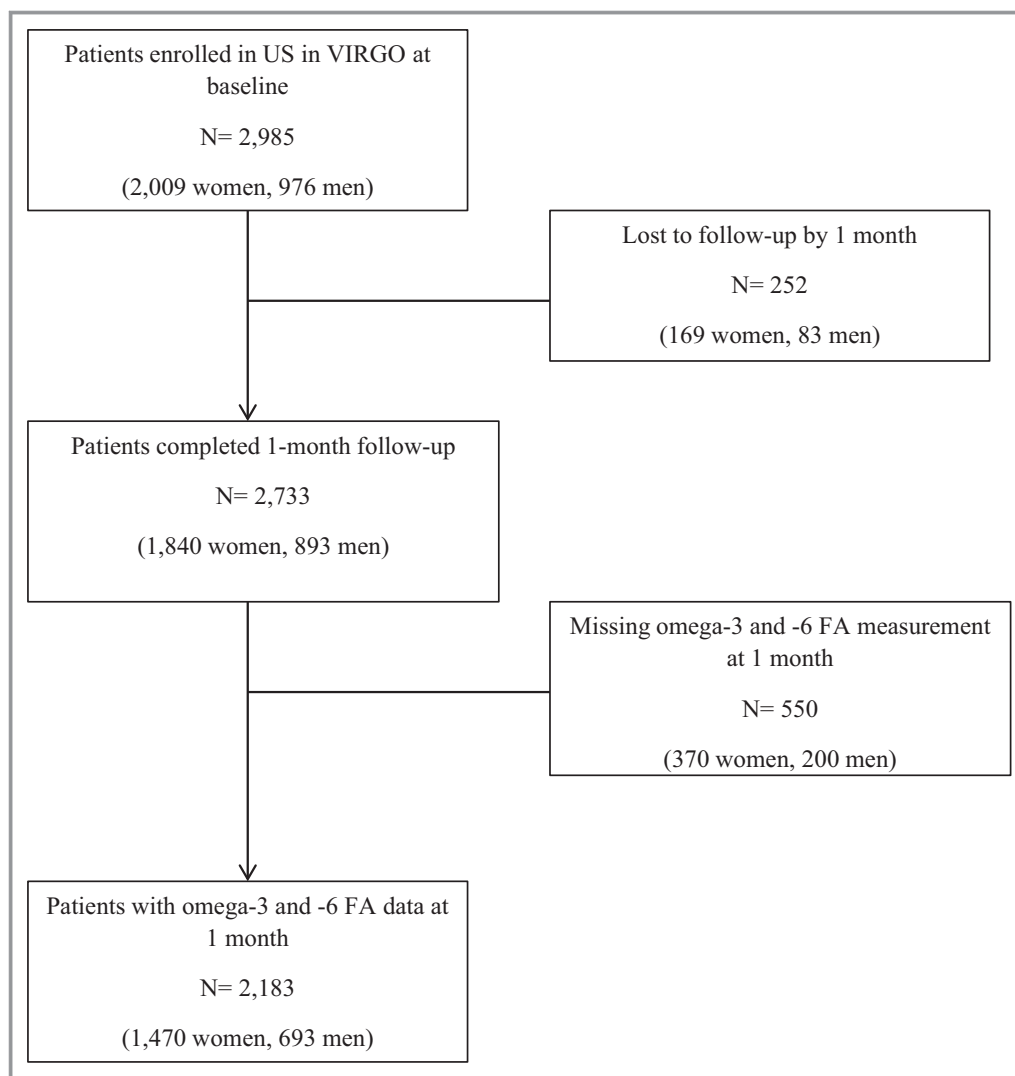 Patients enrolled in US in VIRGO at
baseline
N= 2,985
(2,009 women, 976 men)
Lost to follow-up by 1 month
N= 252
(169 women, 83 men)
Patients completed 1-month follow-up
N= 2,733
(1,840 women, 893 men)
Missing omega-3 and -6 FA measurement
at 1 month
N= 550
(370 women, 200 men)
Patients with omega-3 and -6 FA data at
1 month
N= 2,183
(1,470 women, 693 men)